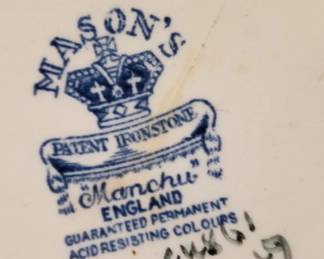 MASON'S
PATENT IRONSTONE
"Manchu"
ENGLAND
GUARANTEED PERMANENT
ACID RESISTING COLOURS